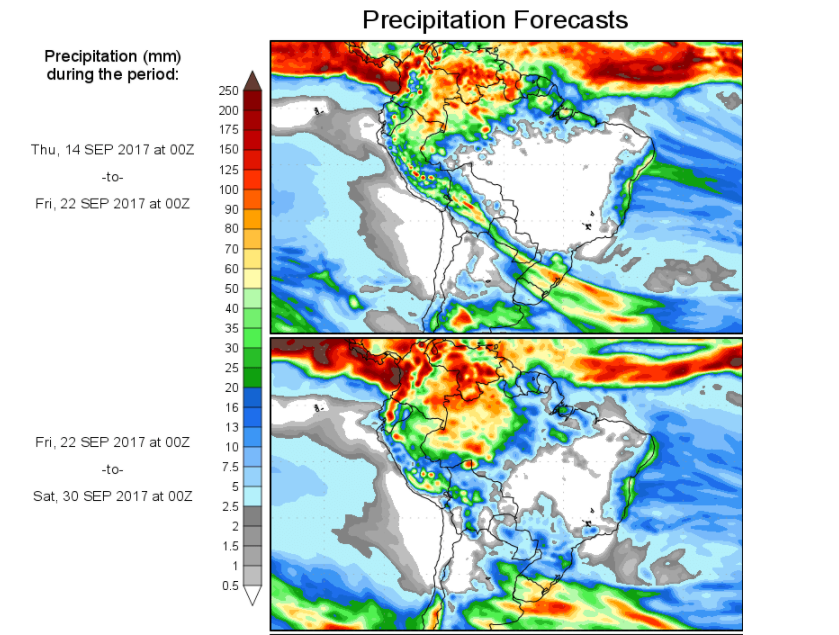 Precipitation Forecasts
Precipitation (mm)
during the period:
Thu, 14 SEP 2017 at 00Z
-to-
Fri, 22 SEP 2017 at 00Z
Fri, 22 SEP 2017 at 00Z
-to-
Sat, 30 SEP 2017 at 00Z
250
200
175
150
125
100
90
80
70
60
50
40
35
30
25
20
16
13
10
7.5
5
2.5
2
1.5
1
0.5